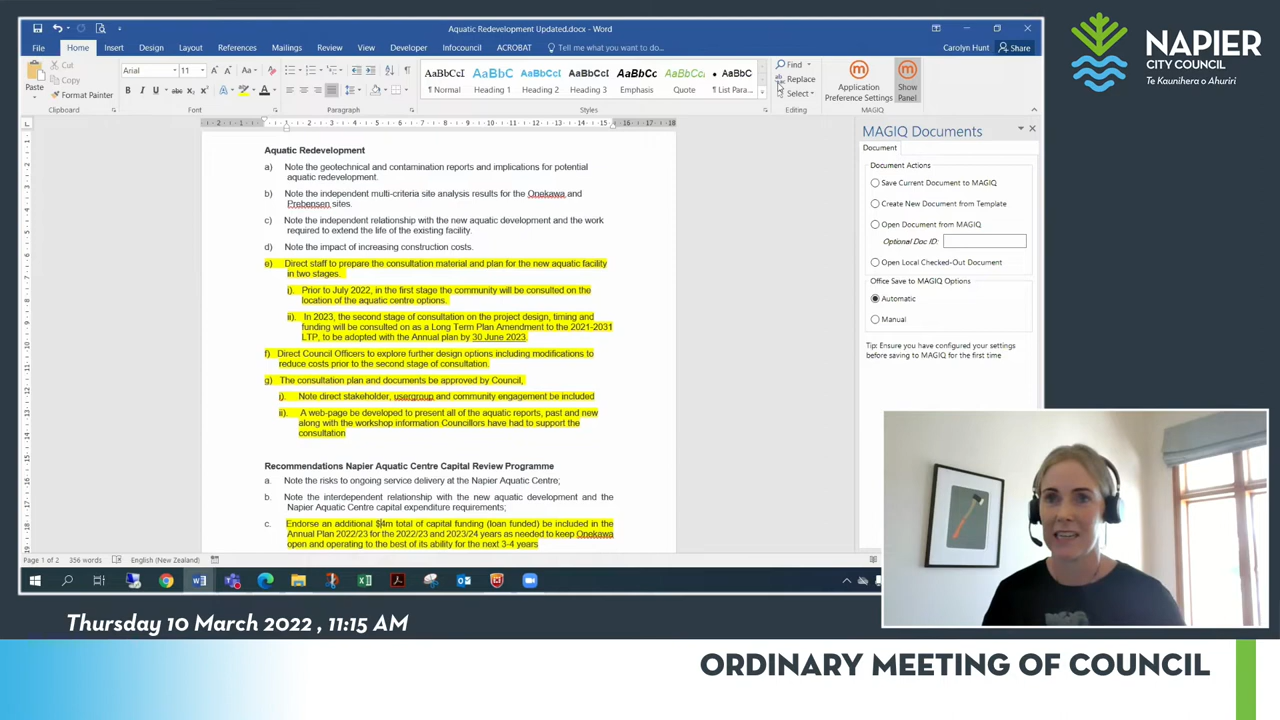 Aquatic Redevelopment Updated.docx - Word
File Home Insert Design Layout References Mailings Review View Developer Infocouncil ACROBAT Tell me what you want to do... Carolyn Hunt Share
Paste
Cut
Copy
Format Painter
Arial 11
AaBbCcI AaBbC AaBbCcI AaBbCcI AaBbCcI AaBbCcI AaBbC
¶ Normal Heading 1 Heading 2 Heading 3 Emphasis Quote ¶ List Para...
Find
Replace
Select
Application Preference Settings
Show Panel
Clipboard Font Paragraph Styles Editing MAGIQ
Aquatic Redevelopment
a) Note the geotechnical and contamination reports and implications for potential
aquatic redevelopment.
b) Note the independent multi-criteria site analysis results for the Onekawa and
Prebensen sites.
c) Note the independent relationship with the new aquatic development and the work
required to extend the life of the existing facility.
d) Note the impact of increasing construction costs.
e) Direct staff to prepare the consultation material and plan for the new aquatic facility
in two stages.
i). Prior to July 2022, in the first stage the community will be consulted on the
location of the aquatic centre options.
ii). In 2023, the second stage of consultation on the project design, timing and
funding will be consulted on as a Long Term Plan Amendment to the 2021-2031
LTP, to be adopted with the Annual plan by 30 June 2023.
f) Direct Council Officers to explore further design options including modifications to
reduce costs prior to the second stage of consultation.
g) The consultation plan and documents be approved by Council,
i). Note direct stakeholder, usergroup and community engagement be included
ii). A web-page be developed to present all of the aquatic reports, past and new
along with the workshop information Councillors have had to support the
consultation
Recommendations Napier Aquatic Centre Capital Review Programme
a. Note the risks to ongoing service delivery at the Napier Aquatic Centre;
b. Note the interdependent relationship with the new aquatic development and the
Napier Aquatic Centre capital expenditure requirements;
c. Endorse an additional $4m total of capital funding (loan funded) be included in the
Annual Plan 2022/23 for the 2022/23 and 2023/24 years as needed to keep Onekawa
open and operating to the best of its ability for the next 3-4 years
MAGIQ Documents
Document
Document Actions
Save Current Document to MAGIQ
Create New Document from Template
Open Document from MAGIQ
Optional Doc ID:
Open Local Checked-Out Document
Office Save to MAGIQ Options
Automatic
Manual
Tip: Ensure you have configured your settings
before saving to MAGIQ for the first time.
Page 1 of 2 356 words English (New Zealand)
NAPIER
CITY COUNCIL
Te Kaunihera o Ahuriri
Thursday 10 March 2022 , 11:15 AM
ORDINARY MEETING OF COUNCIL